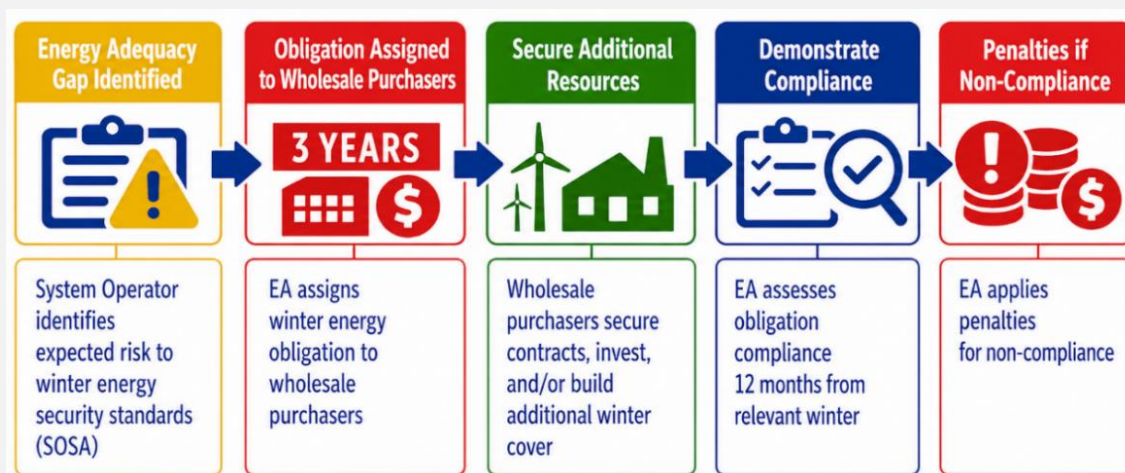 Energy Adequacy
Gap Identified
Obligation Assigned
to Wholesale Purchasers
Secure Additional
Resources
Demonstrate
Compliance
Penalties if
Non-Compliance
!
3 YEARS
$
!
$
System Operator
identifies
expected risk to
winter energy
security standards
(SOSA)
EA assigns
winter energy
obligation to
wholesale
purchasers
Wholesale
purchasers secure
contracts, invest,
and/or build
additional winter
cover
EA assesses
obligation
compliance
12 months from
relevant winter
EA applies
penalties
for non-compliance